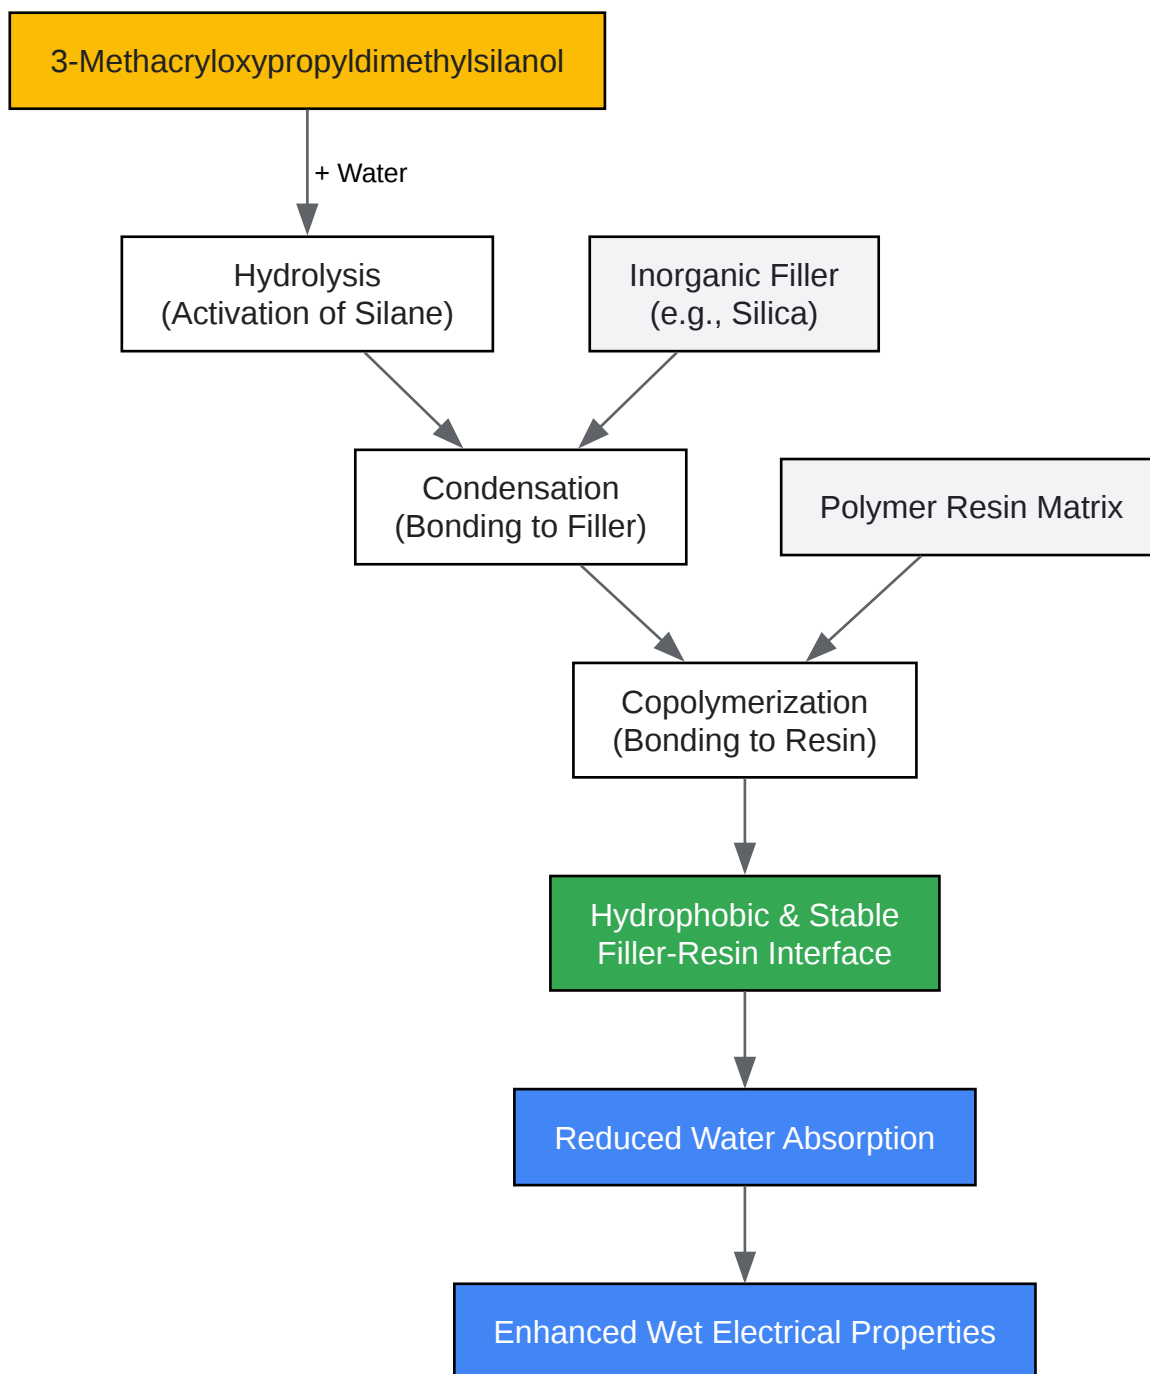 3-Methacryloxypropyldimethylsilanol
+ Water
Hydrolysis
(Activation of Silane)
Inorganic Filler
(e.g., Silica)
Condensation
(Bonding to Filler)
Polymer Resin Matrix
Copolymerization
(Bonding to Resin)
Hydrophobic & Stable
Filler-Resin Interface
Reduced Water Absorption
Enhanced Wet Electrical Properties